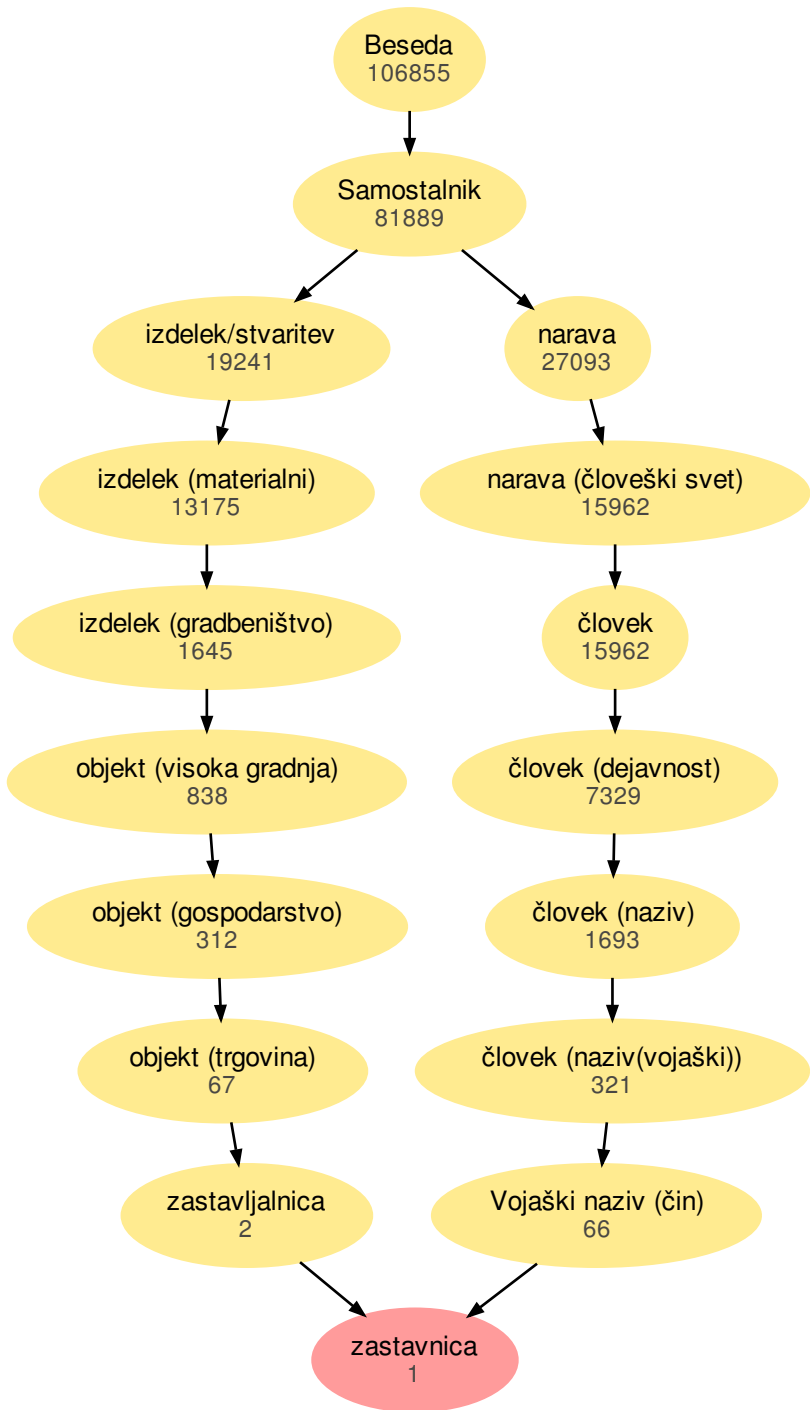 Beseda
106855
Samostalnik
81889
izdelek/stvaritev
19241
narava
27093
izdelek (materialni)
13175
narava (človeški svet)
15962
izdelek (gradbeništvo)
1645
človek
15962
objekt (visoka gradnja)
838
človek (dejavnost)
7329
objekt (gospodarstvo)
312
človek (naziv)
1693
objekt (trgovina)
67
človek (naziv(vojaški))
321
zastavljalnica
2
Vojaški naziv (čin)
66
zastavnica
1